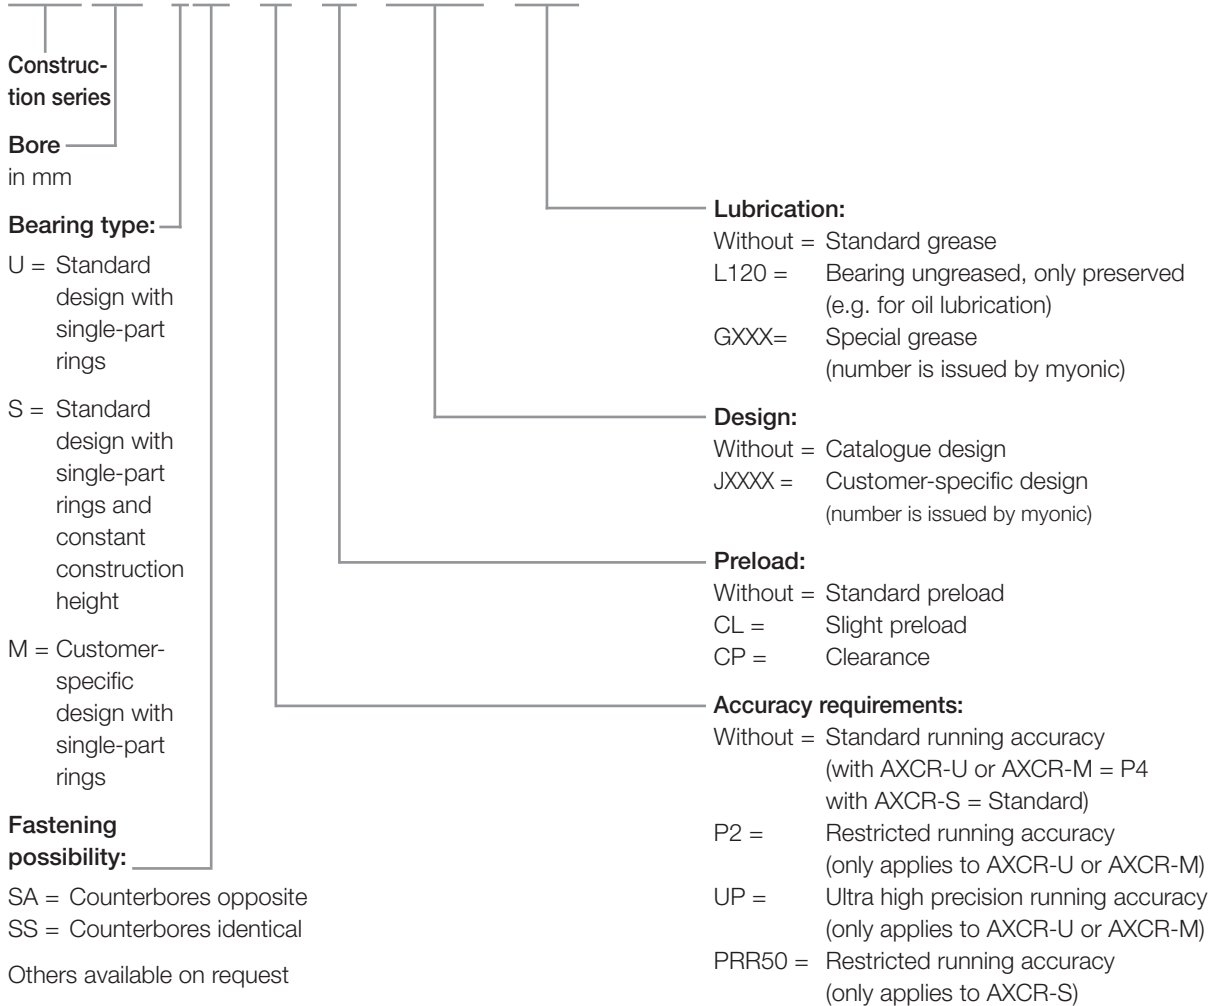 Construc-
tion series
Bore
in mm
Bearing type:
U = Standard
design with
single-part
rings
S = Standard
design with
single-part
rings and
constant
construction
height
M = Customer-
specific
design with
single-part
rings
Fastening
possibility:
SA = Counterbores opposite
SS = Counterbores identical
Others available on request
Lubrication:
Without = Standard grease
L120 = Bearing ungreased, only preserved
(e.g. for oil lubrication)
GXXX= Special grease
(number is issued by myonic)
Design:
Without = Catalogue design
JXXXX = Customer-specific design
(number is issued by myonic)
Preload:
Without = Standard preload
CL = Slight preload
CP = Clearance
Accuracy requirements:
Without = Standard running accuracy
(with AXCR-U or AXCR-M = P4
with AXCR-S = Standard)
P2 = Restricted running accuracy
(only applies to AXCR-U or AXCR-M)
UP = Ultra high precision running accuracy
(only applies to AXCR-U or AXCR-M)
PRR50 = Restricted running accuracy
(only applies to AXCR-S)